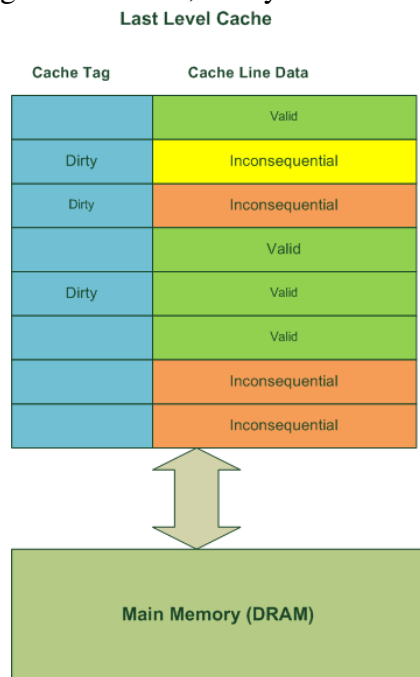 Last Level Cache
Cache Tag Cache Line Data
Valid
Dirty Inconsequential
Dirty Inconsequential
Valid
Dirty Valid
Valid
Inconsequential
Inconsequential
Main Memory (DRAM)